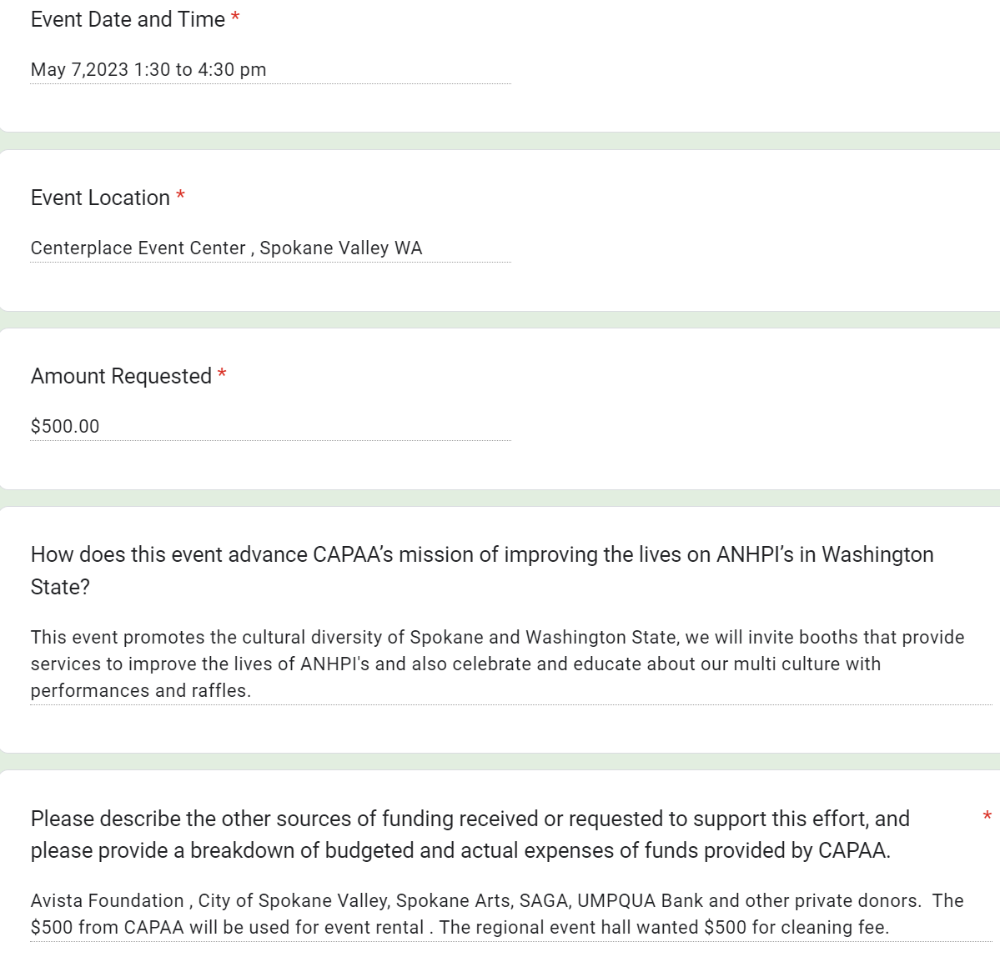 Event Date and Time *
May 7,2023 1:30 to 4:30 pm
Event Location *
Centerplace Event Center , Spokane Valley WA
Amount Requested *
$500.00
How does this event advance CAPAA’s mission of improving the lives on ANHPI’s in Washington
State?
This event promotes the cultural diversity of Spokane and Washington State, we will invite booths that provide
services to improve the lives of ANHPI's and also celebrate and educate about our multi culture with
performances and raffles.
Please describe the other sources of funding received or requested to support this effort, and *
please provide a breakdown of budgeted and actual expenses of funds provided by CAPAA.
Avista Foundation , City of Spokane Valley, Spokane Arts, SAGA, UMPQUA Bank and other private donors.  The
$500 from CAPAA will be used for event rental . The regional event hall wanted $500 for cleaning fee.